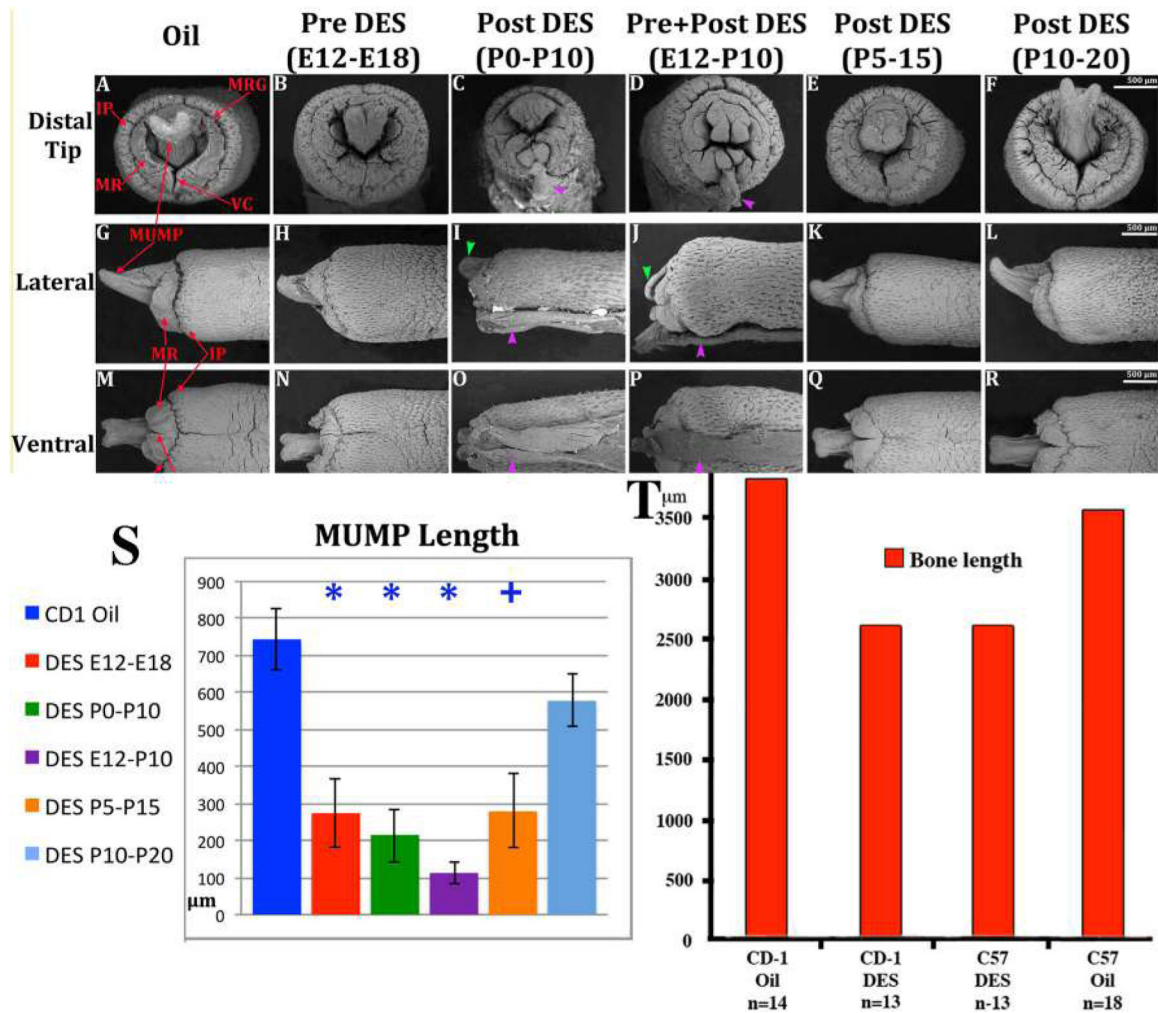 Oil
Pre DES
(E12-E18)
Post DES
(P0-P10)
Pre+Post DES
(E12-P10)
Post DES
(P5-15)
Post DES
(P10-20)
Distal
Tip
A
IP
MRG
MR
VC
B
C
D
E
F
500 µm
MUMP
Lateral
G
MR
IP
H
I
J
K
L
500 µm
Ventral
M
N
O
P
Q
R
500 µm
S
MUMP Length
900
800
700
600
500
400
300
200
100
0
µm
* * * +
CD1 Oil
DES E12-E18
DES P0-P10
DES E12-P10
DES P5-P15
DES P10-P20
T
µm
3500
3000
2500
2000
1500
1000
500
0
Bone length
CD-1
Oil
n=14
CD-1
DES
n=13
C57
DES
n-13
C57
Oil
n=18